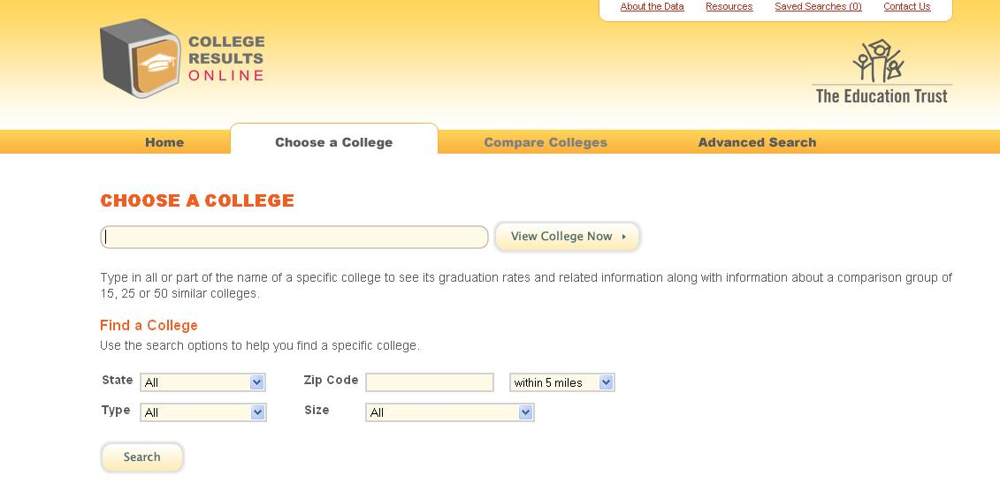 About the Data Resources Saved Searches (0) Contact Us
COLLEGE
RESULTS
ONLINE
The Education Trust
Home Choose a College Compare Colleges Advanced Search
CHOOSE A COLLEGE
View College Now
Type in all or part of the name of a specific college to see its graduation rates and related information along with information about a comparison group of
15, 25 or 50 similar colleges.
Find a College
Use the search options to help you find a specific college.
State All Zip Code within 5 miles
Type All Size All
Search